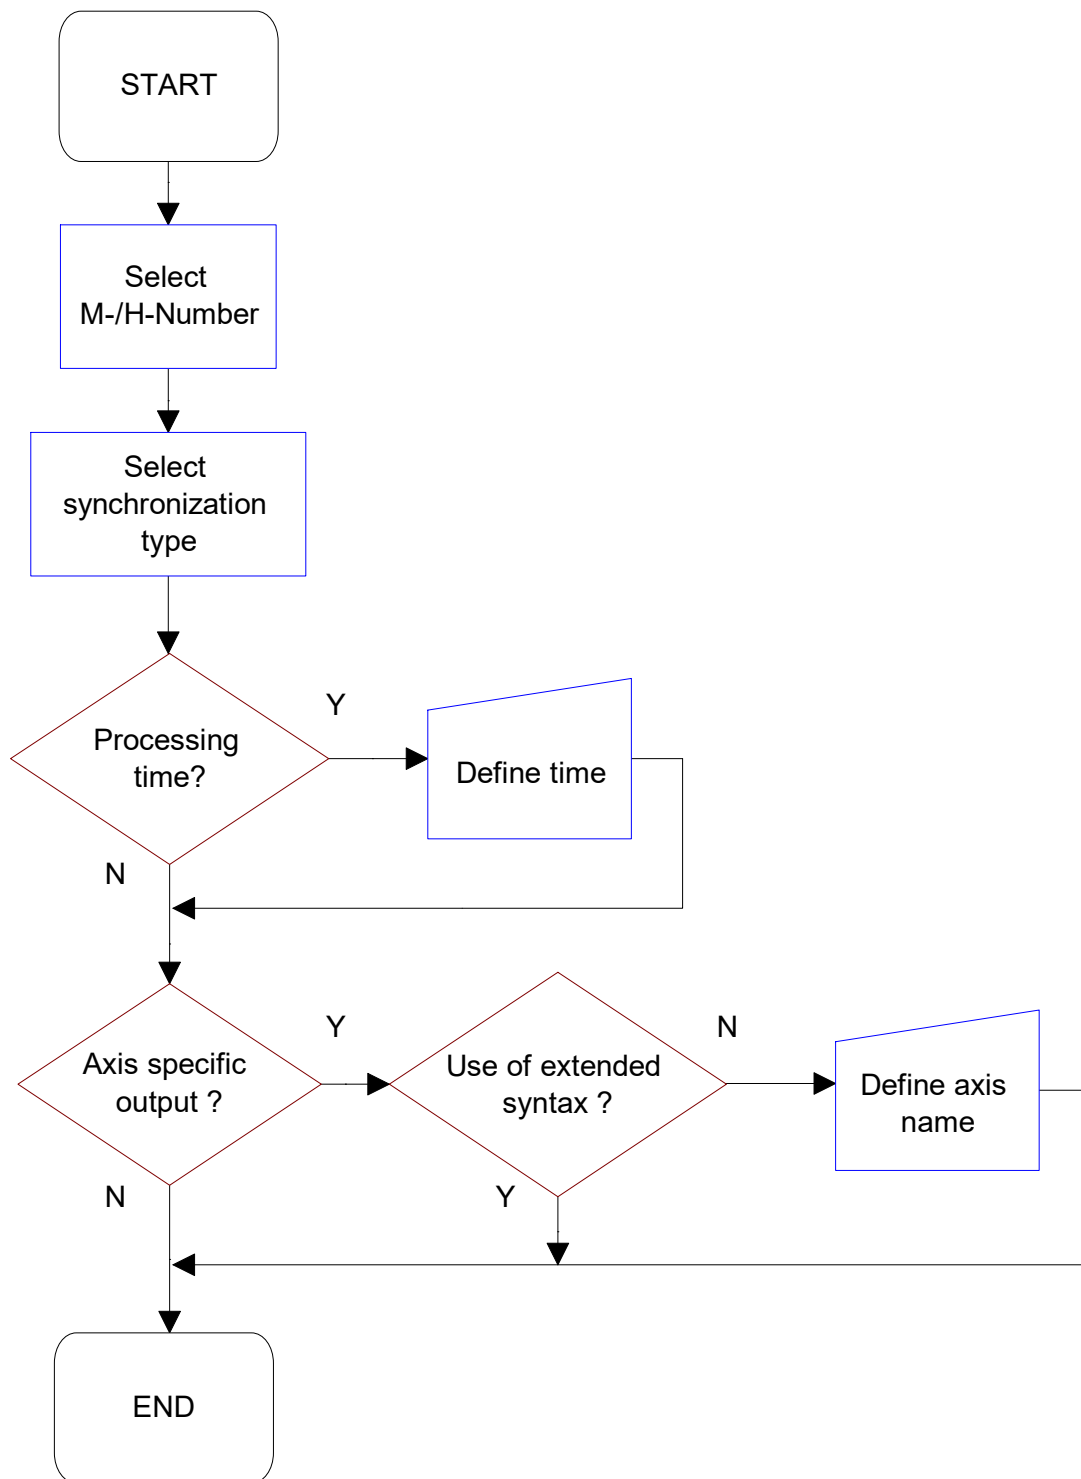 START
Select
M-/H-Number
Select
synchronization
type
Y
Processing
time?
Define time
N
Y
N
Axis specific
output ?
Use of extended
syntax ?
Define axis
name
N
Y
END